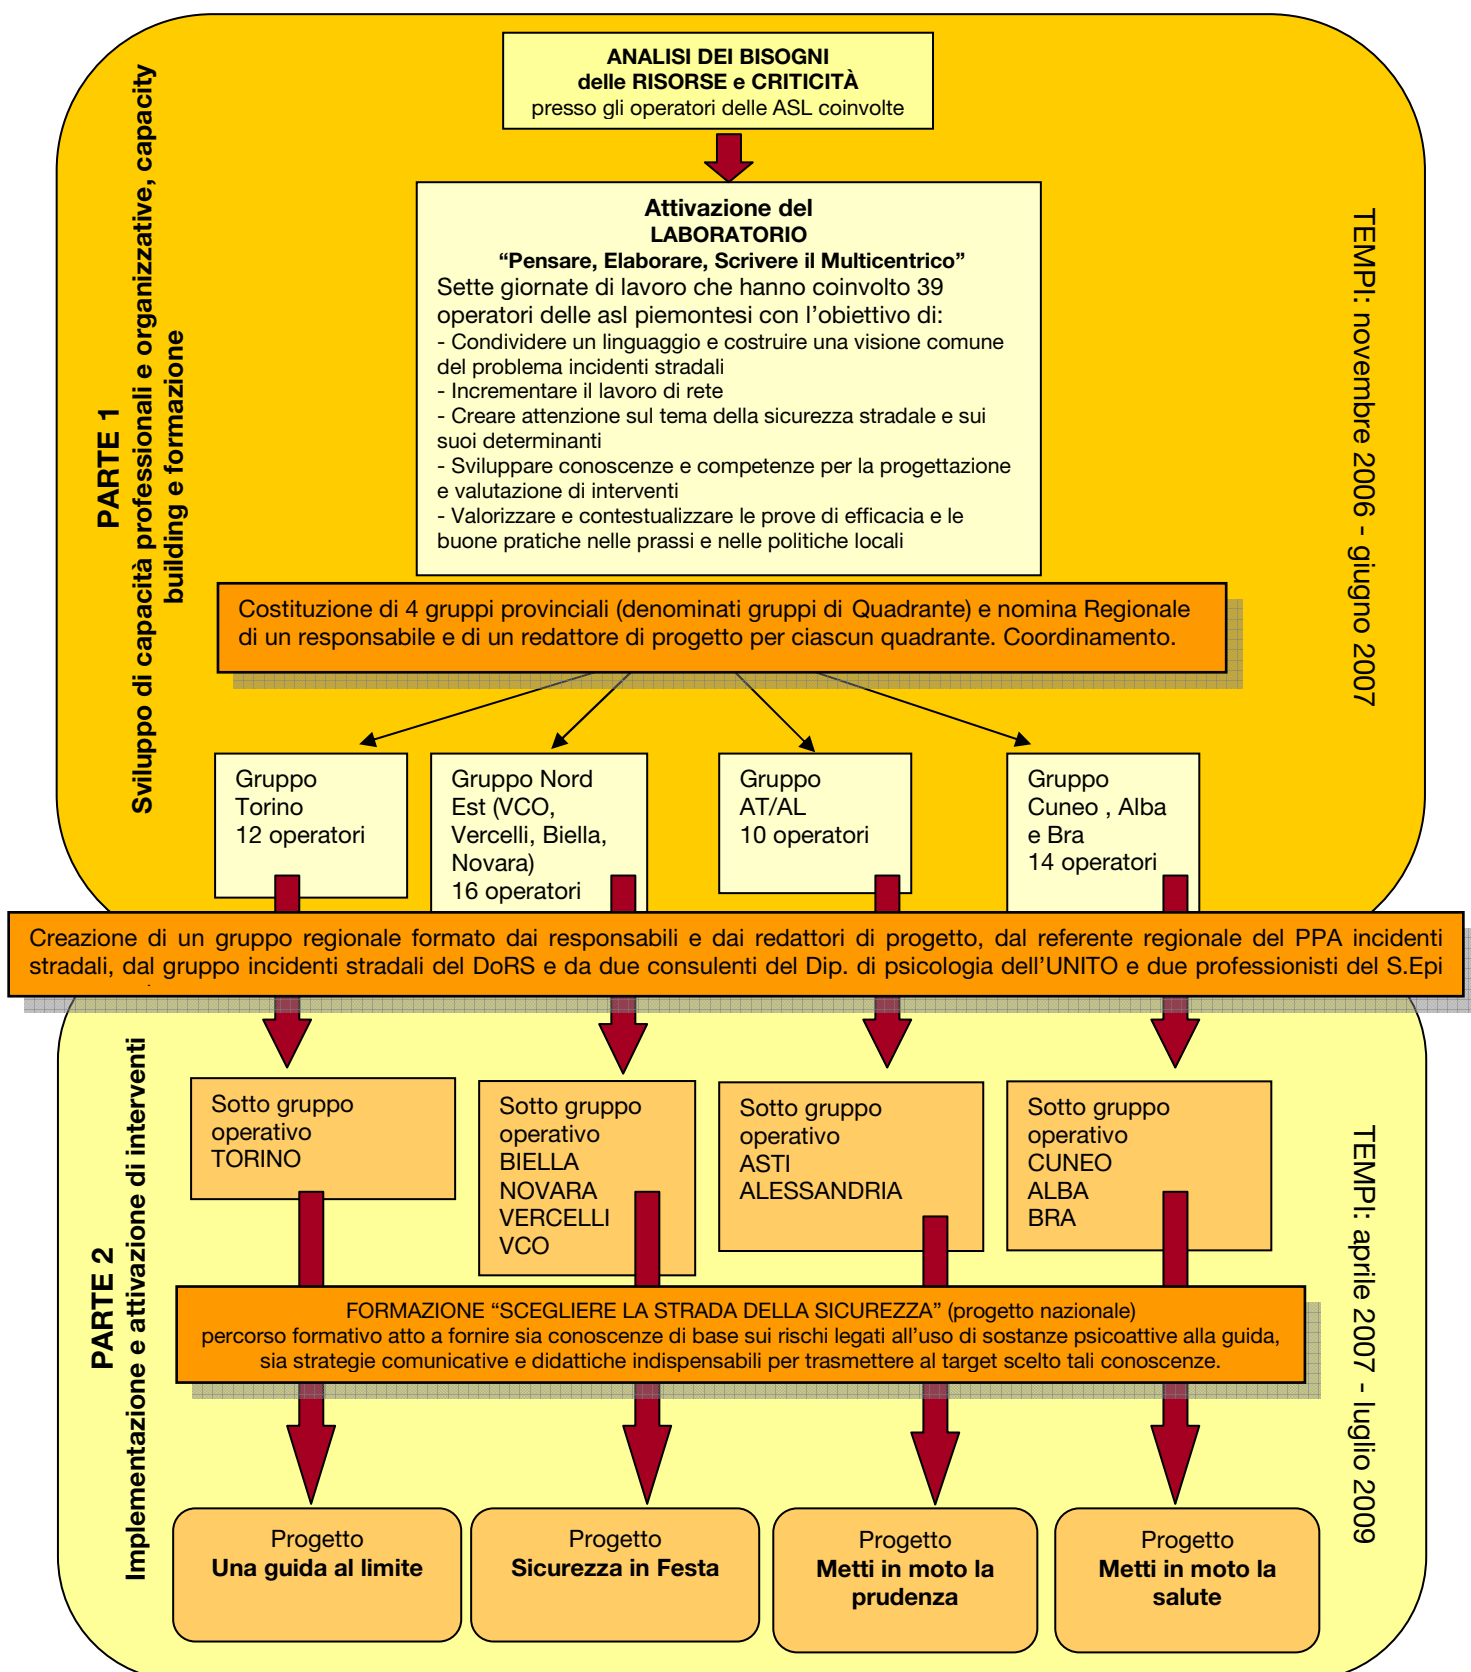 ANALISI DEI BISOGNI
delle RISORSE e CRITICITÀ
presso gli operatori delle ASL coinvolte
Attivazione del
LABORATORIO
“Pensare, Elaborare, Scrivere il Multicentrico”
Sette giornate di lavoro che hanno coinvolto 39
operatori delle asl piemontesi con l’obiettivo di:
- Condividere un linguaggio e costruire una visione comune
del problema incidenti stradali
- Incrementare il lavoro di rete
- Creare attenzione sul tema della sicurezza stradale e sui
suoi determinanti
- Sviluppare conoscenze e competenze per la progettazione
e valutazione di interventi
- Valorizzare e contestualizzare le prove di efficacia e le
buone pratiche nelle prassi e nelle politiche locali
PARTE 1
Sviluppo di capacità professionali e organizzative, capacity
building e formazione
TEMPI: novembre 2006 - giugno 2007
Costituzione di 4 gruppi provinciali (denominati gruppi di Quadrante) e nomina Regionale
di un responsabile e di un redattore di progetto per ciascun quadrante. Coordinamento.
Gruppo
Torino
12 operatori
Gruppo Nord
Est (VCO,
Vercelli, Biella,
Novara)
16 operatori
Gruppo
AT/AL
10 operatori
Gruppo
Cuneo , Alba
e Bra
14 operatori
Creazione di un gruppo regionale formato dai responsabili e dai redattori di progetto, dal referente regionale del PPA incidenti
stradali, dal gruppo incidenti stradali del DoRS e da due consulenti del Dip. di psicologia dell’UNITO e due professionisti del S.Epi
PARTE 2
Implementazione e attivazione di interventi
TEMPI: aprile 2007 - luglio 2009
Sotto gruppo
operativo
TORINO
Sotto gruppo
operativo
BIELLA
NOVARA
VERCELLI
VCO
Sotto gruppo
operativo
ASTI
ALESSANDRIA
Sotto gruppo
operativo
CUNEO
ALBA
BRA
FORMAZIONE “SCEGLIERE LA STRADA DELLA SICUREZZA” (progetto nazionale)
percorso formativo atto a fornire sia conoscenze di base sui rischi legati all’uso di sostanze psicoattive alla guida,
sia strategie comunicative e didattiche indispensabili per trasmettere al target scelto tali conoscenze.
Progetto
Una guida al limite
Progetto
Sicurezza in Festa
Progetto
Metti in moto la
prudenza
Progetto
Metti in moto la
salute